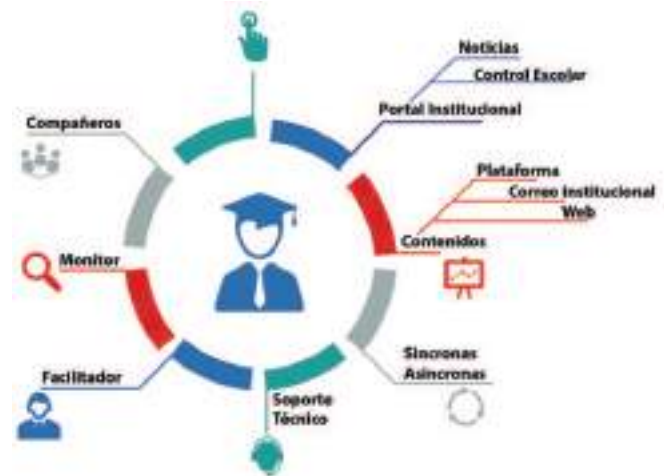 Noticias
Control Escolar
Portal Institucional
Compañeros
Plataforma
Correo Institucional
Web
Contenidos
Monitor
Sincronas
Asincronas
Facilitador
Soporte
Técnico